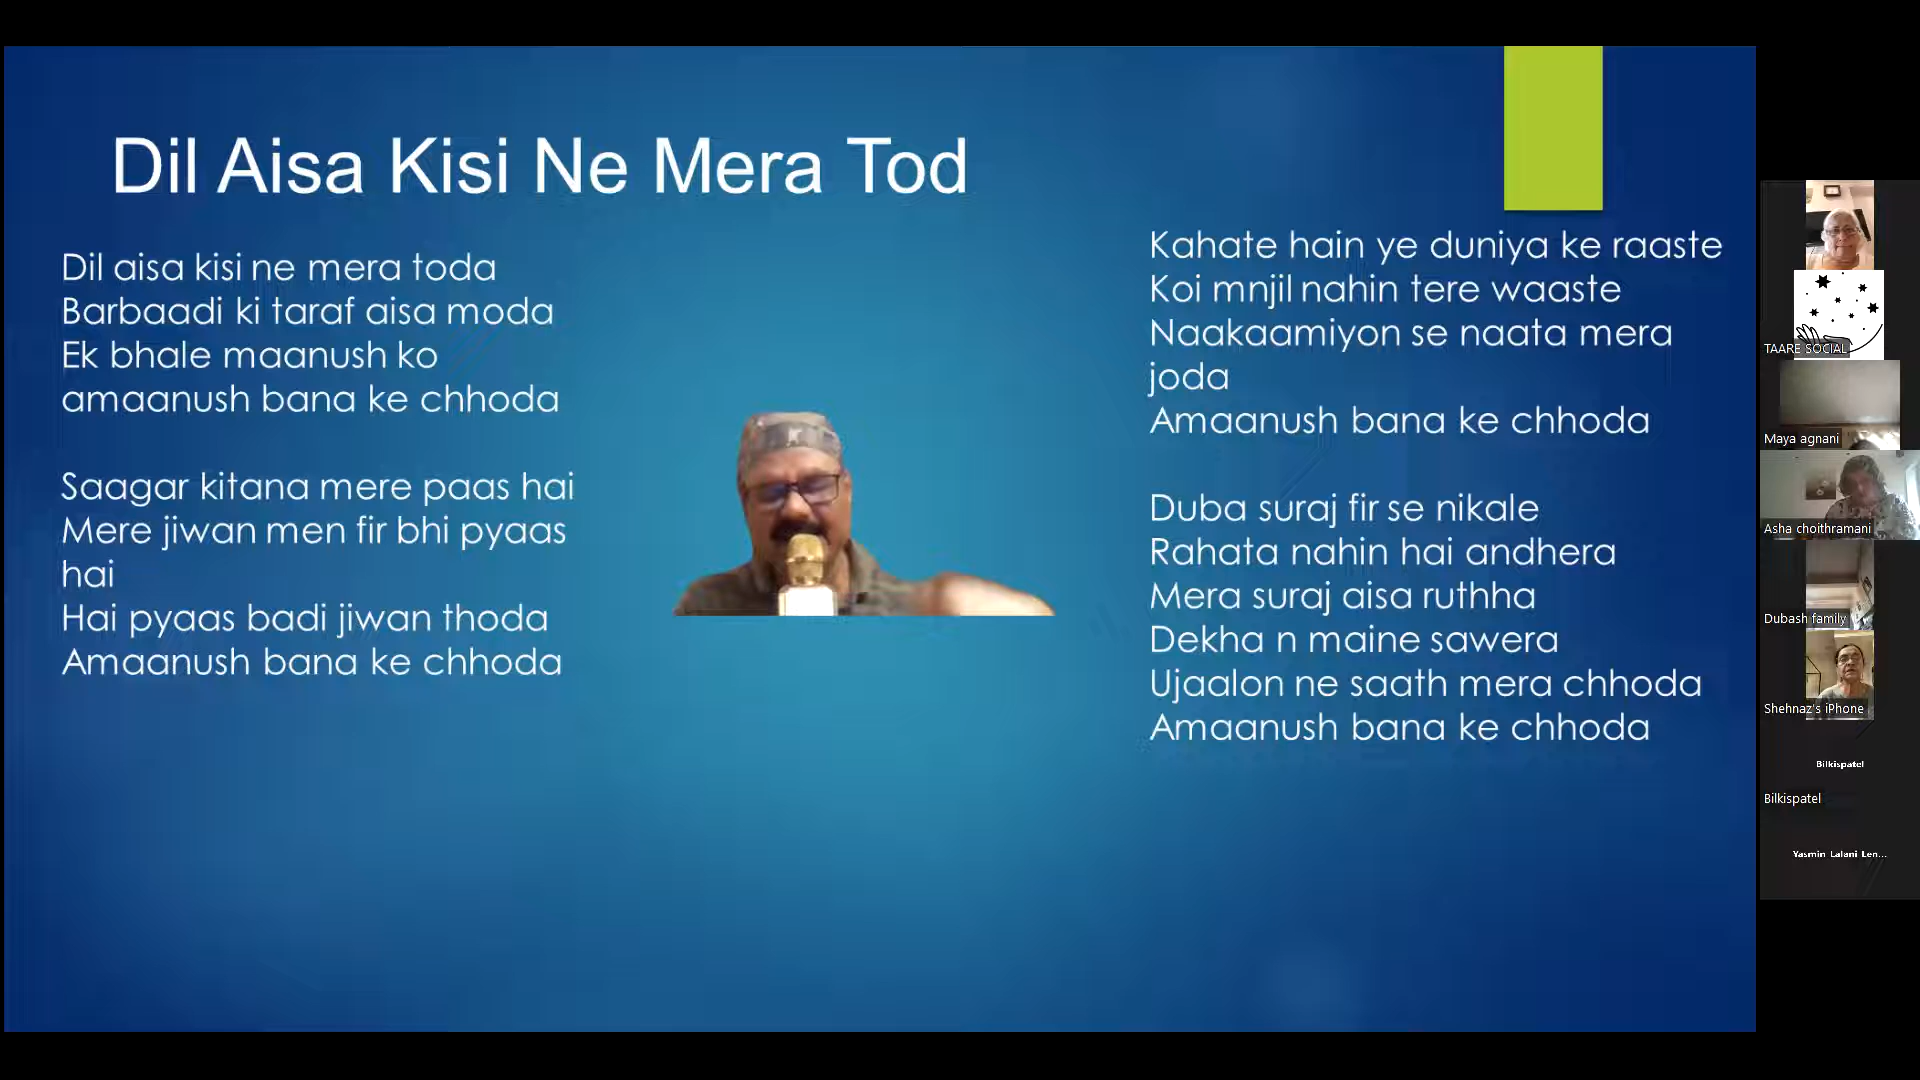 Dil Aisa Kisi Ne Mera Tod
Dil aisa kisi ne mera toda
Barbaadi ki taraf aisa moda
Ek bhale maanush ko
amaanush bana ke chhoda
Saagar kitana mere paas hai
Mere jiwan men fir bhi pyaas
hai
Hai pyaas badi jiwan thoda
Amaanush bana ke chhoda
Kahate hain ye duniya ke raaste
Koi mnjil nahin tere waaste
Naakaamiyon se naata mera
joda
Amaanush bana ke chhoda
Duba suraj fir se nikale
Rahata nahin hai andhera
Mera suraj aisa ruthha
Dekha n maine sawera
Ujaalon ne saath mera chhoda
Amaanush bana ke chhoda
TAARE SOCIAL
Maya agnani
Asha choithramani
Dubash family
Shehnaz's iPhone
Bilkispatel
Bilkispatel
Yasmin Lalani Len...